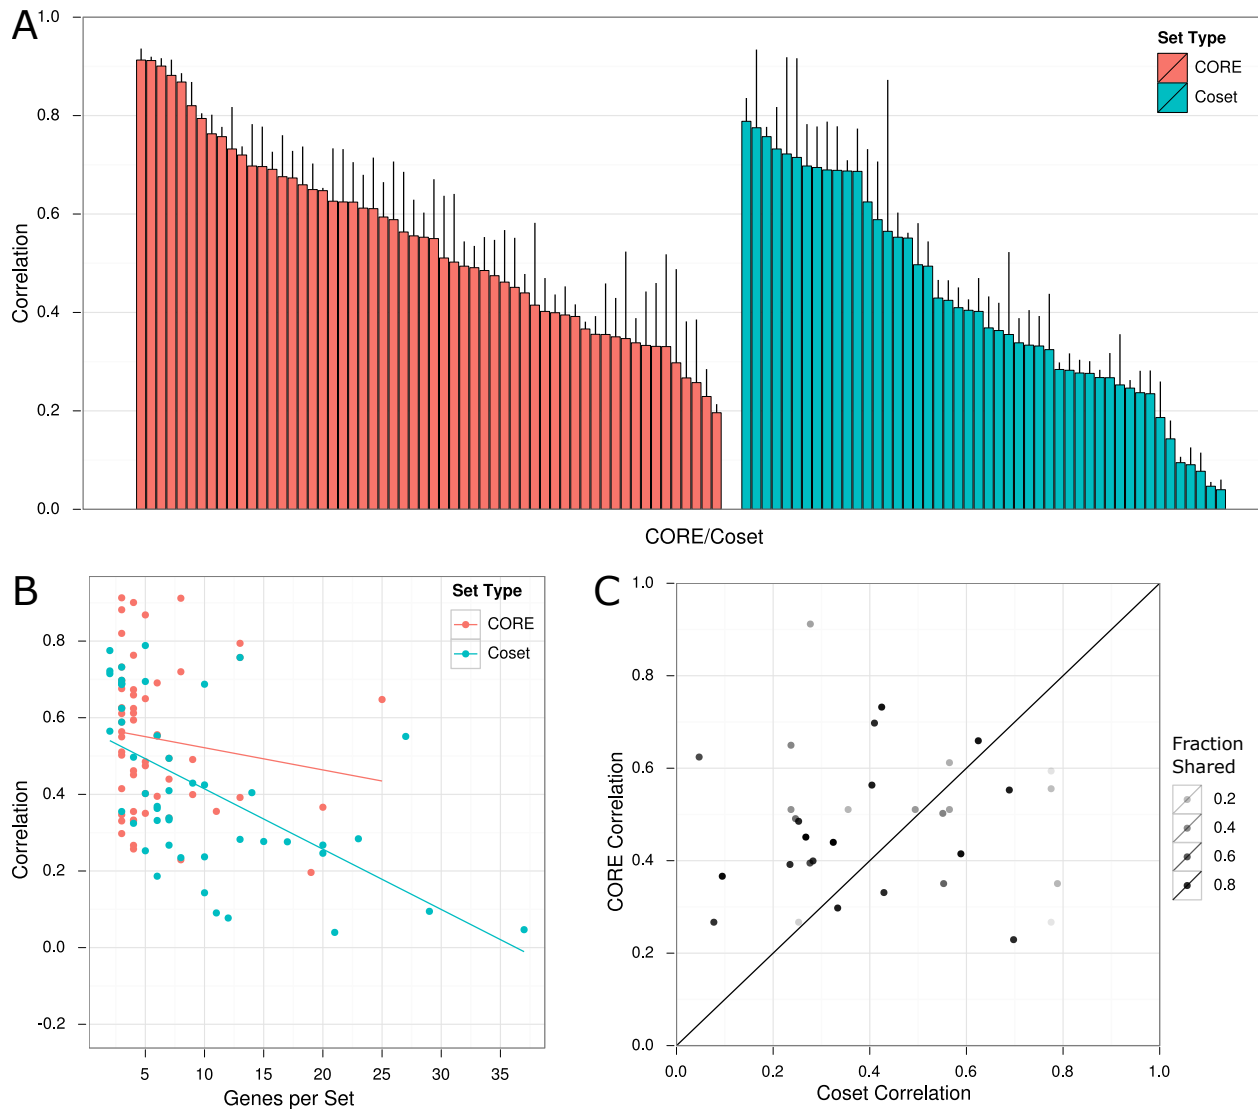 A
1.0
0.8
0.6
0.4
0.2
0.0
Correlation
Set Type
CORE
Coset
CORE/Coset
B
0.8
0.6
0.4
0.2
0.0
-0.2
Correlation
Set Type
CORE
Coset
5 10 15 20 25 30 35
Genes per Set
C
1.0
0.8
0.6
0.4
0.2
0.0
CORE Correlation
0.0 0.2 0.4 0.6 0.8 1.0
Coset Correlation
Fraction
Shared
0.2
0.4
0.6
0.8